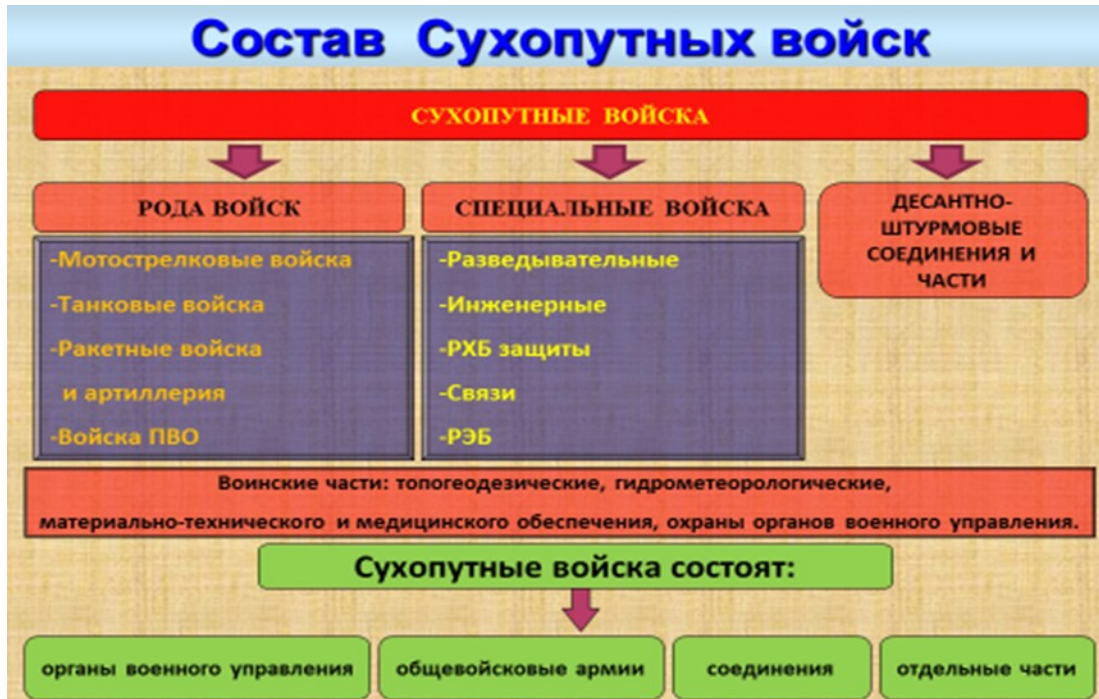 Состав Сухопутных войск
СУХОПУТНЫЕ ВОЙСКА
РОДА ВОЙСК
-Мотострелковые войска
-Танковые войска
-Ракетные войска
и артиллерия
-Войска ПВО
СПЕЦИАЛЬНЫЕ ВОЙСКА
-Разведывательные
-Инженерные
-РХБ защиты
-Связи
-РЭБ
ДЕСАНТНО-
ШТУРМОВЫЕ
СОЕДИНЕНИЯ И
ЧАСТИ
Воинские части: топогеодезические, гидрометеорологические,
материально-технического и медицинского обеспечения, охраны органов военного управления.
Сухопутные войска состоят:
органы военного управления
общевойсковые армии
соединения
отдельные части